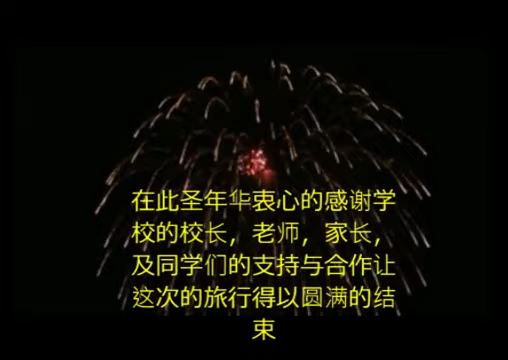 在此圣年华衷心的感谢学
校的校长，老师，家长，
及同学们的支持与合作让
这次的旅行得以圆满的结
束